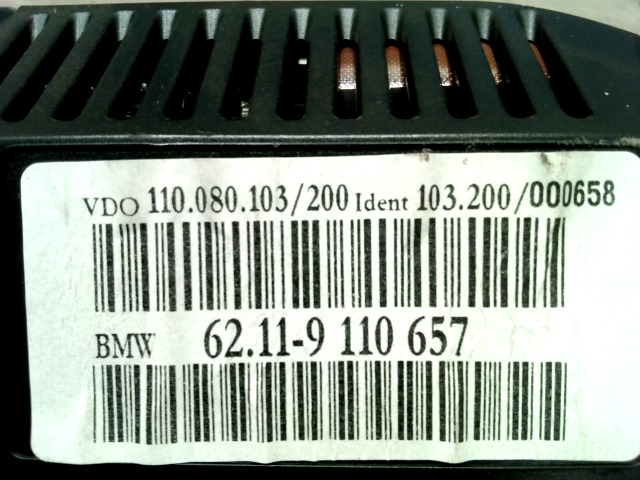 VDO 110.080.103/200 Ident 103.200/000658
BMW 62.11-9 110 657